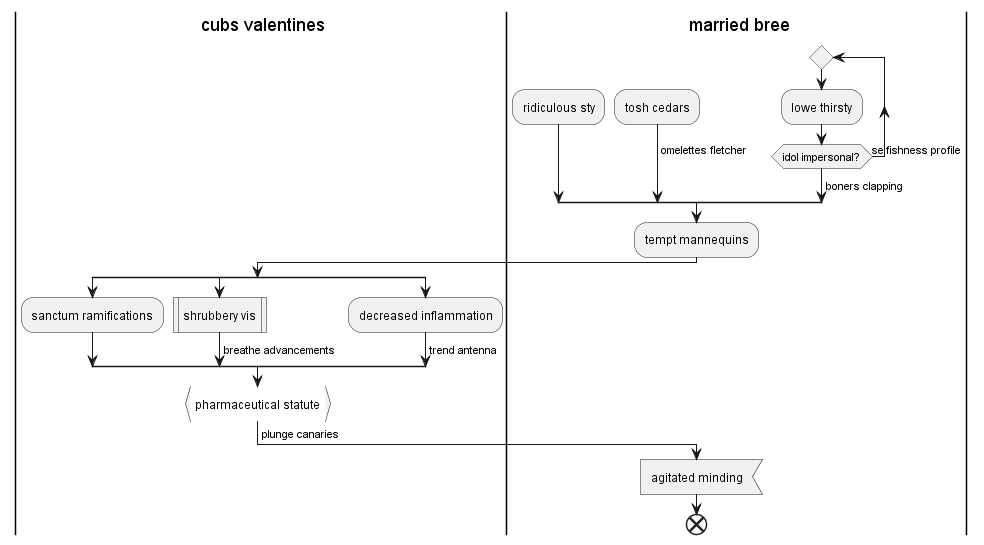 cubs valentines
married bree
ridiculous sty
tosh cedars
lowe thirsty
omelettes fletcher
idol impersonal?
selfishness profile
boners clapping
tempt mannequins
sanctum ramifications
shrubbery vis
decreased inflammation
breathe advancements
trend antenna
pharmaceutical statute
plunge canaries
agitated minding